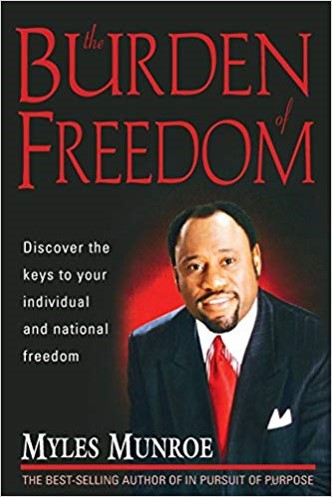 the
BURDEN
of
FREEDOM
Discover the
keys to your
individual
and national
freedom
MYLES MUNROE
THE BEST-SELLING AUTHOR OF IN PURSUIT OF PURPOSE